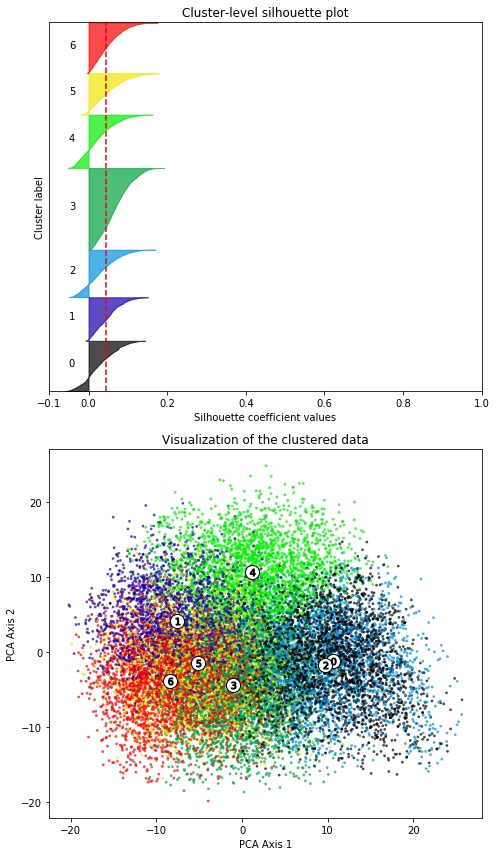 Cluster-level silhouette plot
6
5
4
3
2
1
0
Cluster label
−0.1 0.0 0.2 0.4 0.6 0.8 1.0
Silhouette coefficient values
Visualization of the clustered data
20
10
0
−10
−20
PCA Axis 2
4
1
5
2 0
6
3
−20 −10 0 10 20
PCA Axis 1